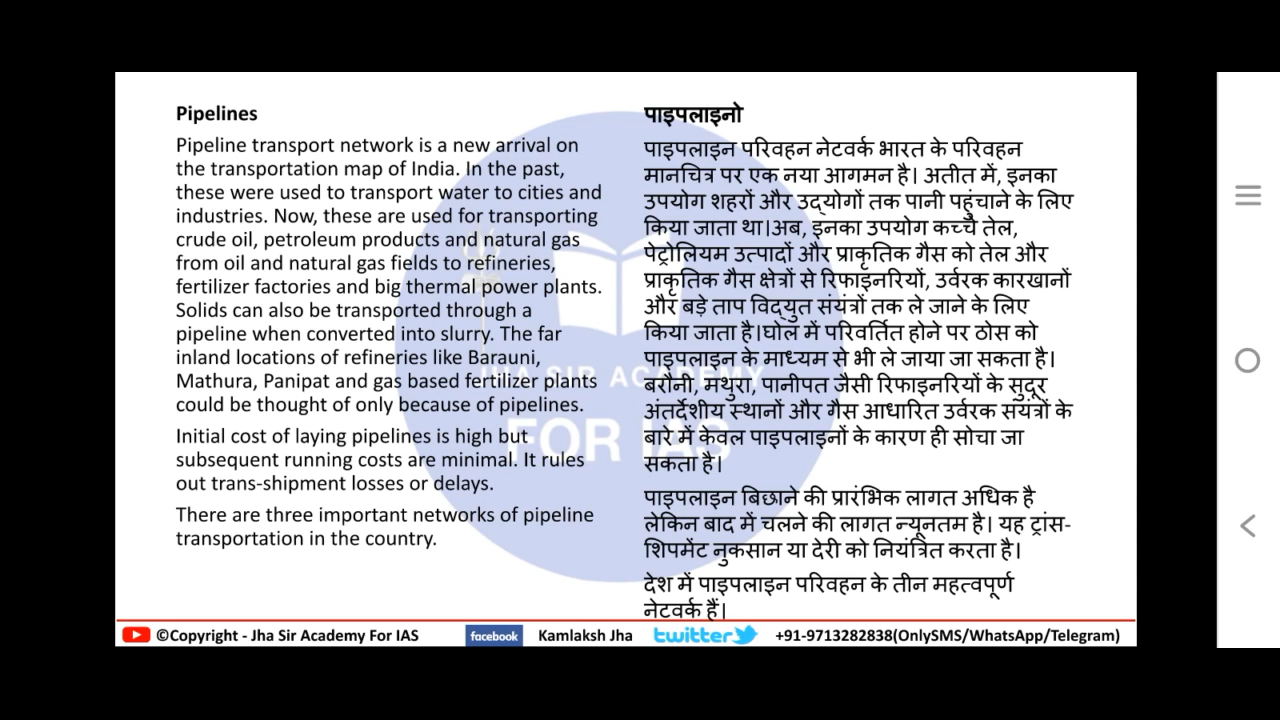 Pipelines
Pipeline transport network is a new arrival on
the transportation map of India. In the past,
these were used to transport water to cities and
industries. Now, these are used for transporting
crude oil, petroleum products and natural gas
from oil and natural gas fields to refineries,
fertilizer factories and big thermal power plants.
Solids can also be transported through a
pipeline when converted into slurry. The far
inland locations of refineries like Barauni,
Mathura, Panipat and gas based fertilizer plants
could be thought of only because of pipelines.
Initial cost of laying pipelines is high but
subsequent running costs are minimal. It rules
out trans-shipment losses or delays.
There are three important networks of pipeline
transportation in the country.
पाइपलाइनो
पाइपलाइन परिवहन नेटवर्क भारत के परिवहन
मानचित्र पर एक नया आगमन है। अतीत में, इनका
उपयोग शहरों और उद्योगों तक पानी पहुंचाने के लिए
किया जाता था।अब, इनका उपयोग कच्चे तेल,
पेट्रोलियम उत्पादों और प्राकृतिक गैस को तेल और
प्राकृतिक गैस क्षेत्रों से रिफाइनरियों, उर्वरक कारखानों
और बड़े ताप विद्युत संयंत्रों तक ले जाने के लिए
किया जाता है।घोल में परिवर्तित होने पर ठोस को
पाइपलाइन के माध्यम से भी ले जाया जा सकता है।
बरौनी, मथुरा, पानीपत जैसी रिफाइनरियों के सुदूर
अंतर्देशीय स्थानों और गैस आधारित उर्वरक संयंत्रों के
बारे में केवल पाइपलाइनों के कारण ही सोचा जा
सकता है।
पाइपलाइन बिछाने की प्रारंभिक लागत अधिक है
लेकिन बाद में चलने की लागत न्यूनतम है। यह ट्रांस-
शिपमेंट नुकसान या देरी को नियंत्रित करता है।
देश में पाइपलाइन परिवहन के तीन महत्वपूर्ण
नेटवर्क हैं।
JHA SIR ACADEMY
FOR IAS
©Copyright - Jha Sir Academy For IAS
facebook
Kamlaksh Jha
twitter
+91-9713282838(OnlySMS/WhatsApp/Telegram)